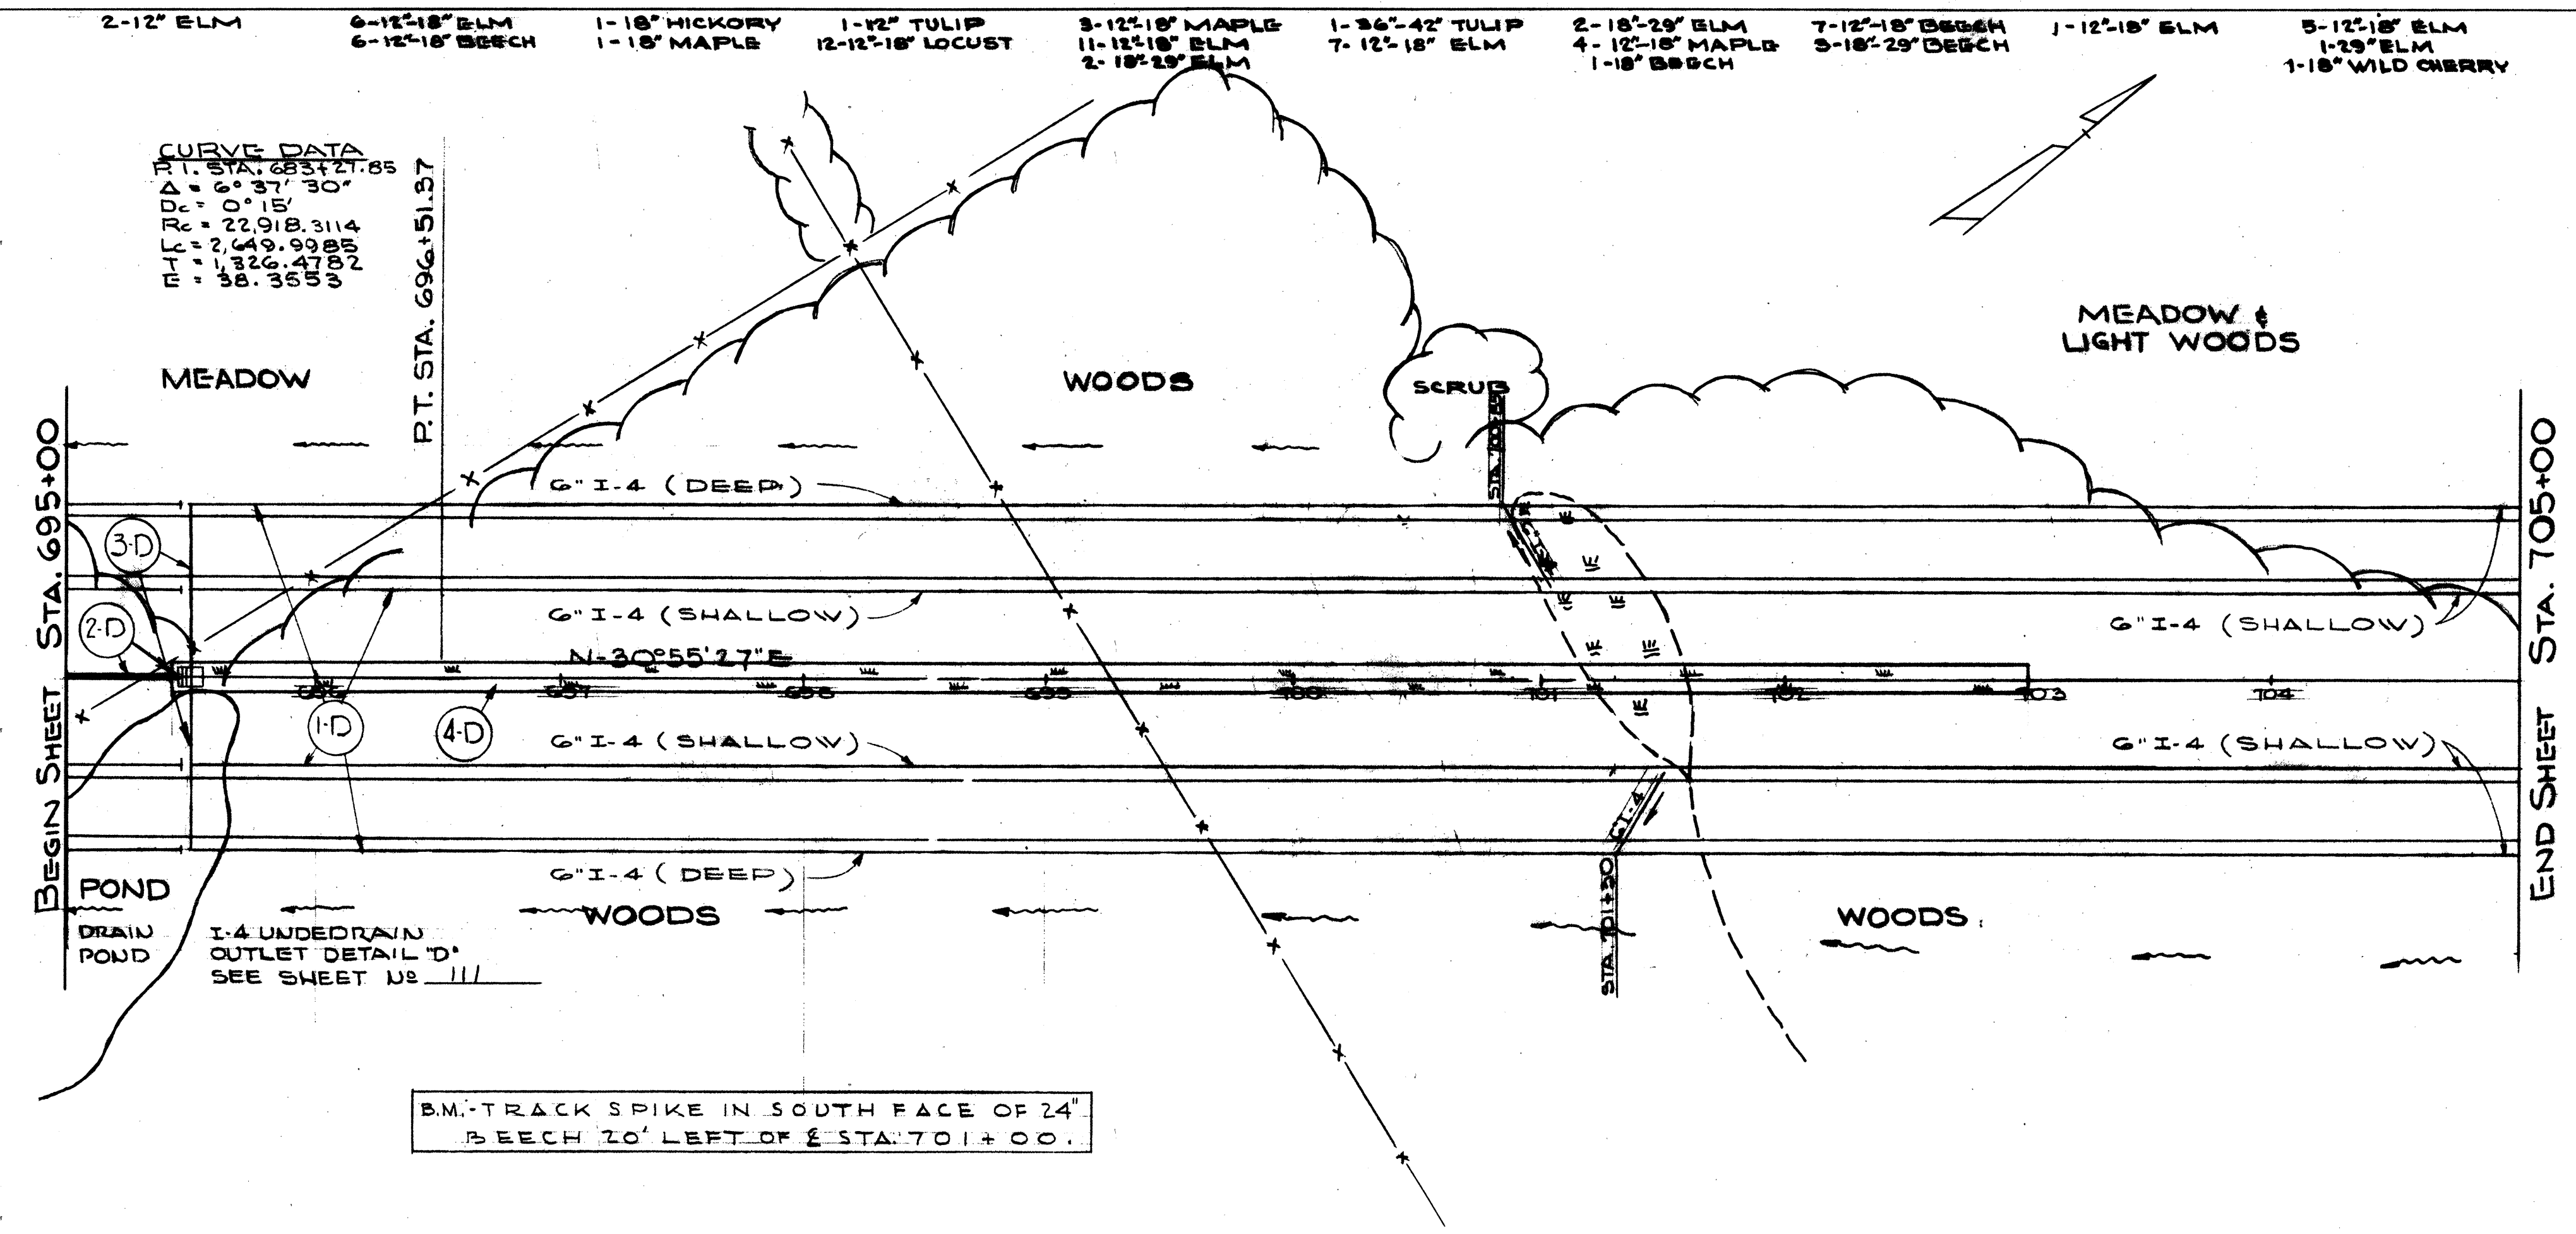 2-12" ELM
6-12"-18" ELM
6-12"-18" BEECH
1-18" HICKORY
1-18" MAPLE
1-12" TULIP
12-12"-18" LOCUST
3-12"-18" MAPLE
11-12"-18" ELM
2-18"-29" ELM
1-36"-42" TULIP
7-12"-18" ELM
2-18"-29" ELM
4-12"-18" MAPLE
1-18" BEECH
7-12"-18" BEECH
3-18"-29" BEECH
1-12"-18" ELM
5-12"-18" ELM
1-29" ELM
1-18" WILD CHERRY
CURVE DATA
P.I. STA. 683+27.85
Δ = 6° 37' 30"
Dc = 0° 15'
Rc = 22,918.3114
Lc = 2,649.9985
T = 1,326.4782
E = 38.3553
P.T. STA. 696+51.37
MEADOW
WOODS
SCRUB
MEADOW &
LIGHT WOODS
BEGIN SHEET STA. 695+00
END SHEET STA. 705+00
6" I-4 (DEEP)
3-D
6" I-4 (SHALLOW)
6" I-4 (SHALLOW)
2-D
N-30°55'27"E
696
697
698
699
700
701
702
703
704
1-D
4-D
6" I-4 (SHALLOW)
6" I-4 (SHALLOW)
6" I-4 (DEEP)
6 I-4
STA. 701+30
POND
WOODS
WOODS
DRAIN
POND
I-4 UNDEDRAIN
OUTLET DETAIL "D"
SEE SHEET Nº 111
B.M.-TRACK SPIKE IN SOUTH FACE OF 24"
BEECH 20' LEFT OF ℄ STA. 701+00.